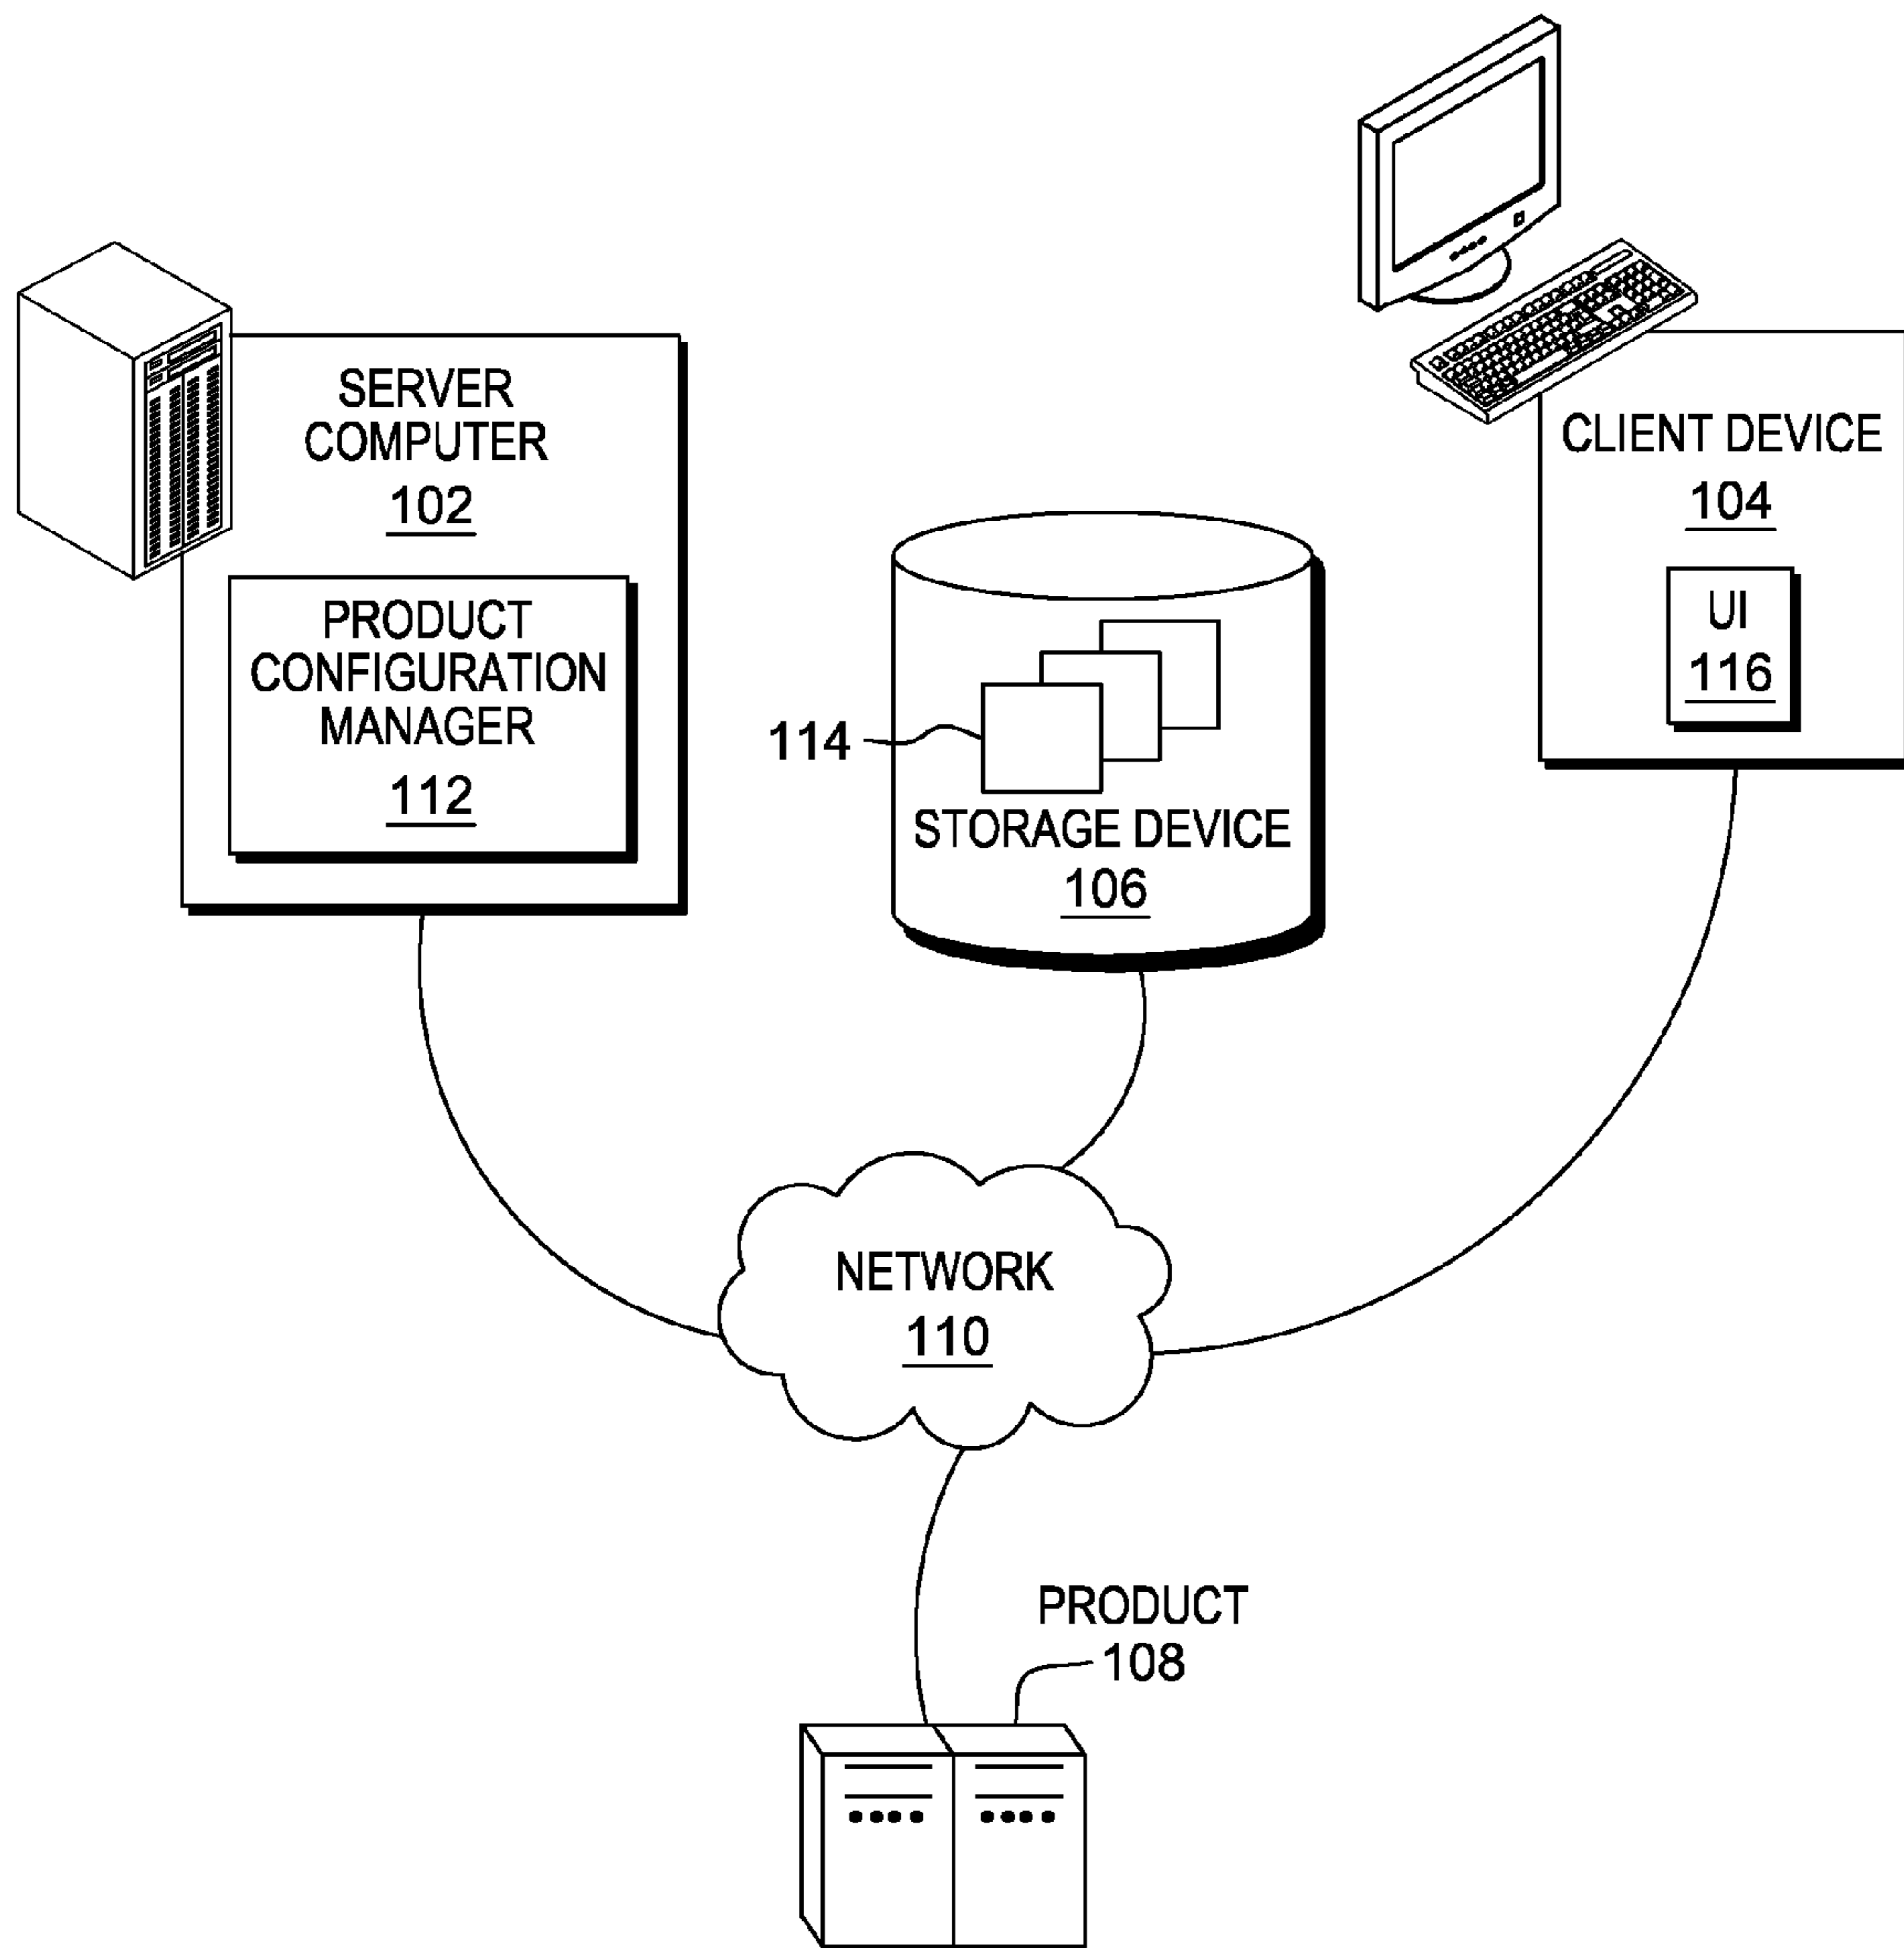 SERVER
COMPUTER
102
PRODUCT
CONFIGURATION
MANAGER
112
114
STORAGE DEVICE
106
CLIENT DEVICE
104
UI
116
NETWORK
110
PRODUCT
108